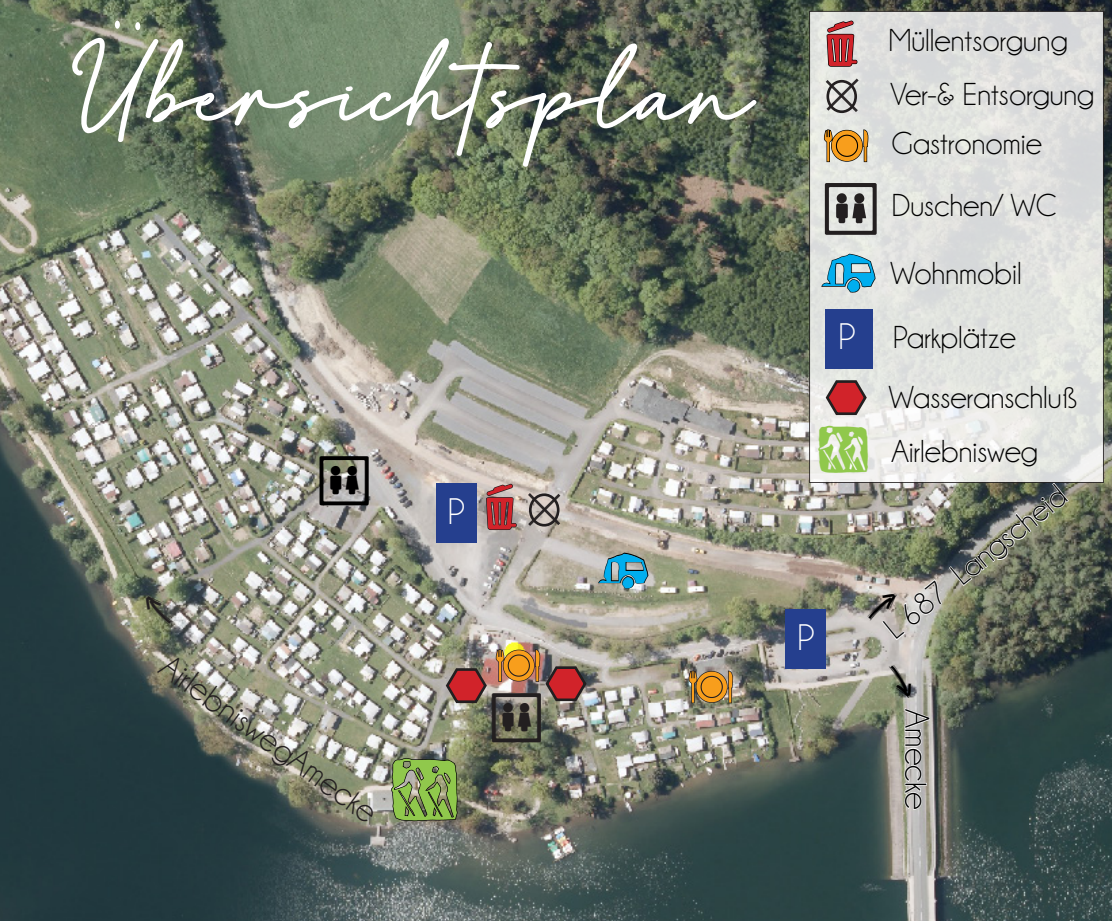 Übersichtsplan
Müllentsorgung
Ver-& Entsorgung
Gastronomie
Duschen/ WC
Wohnmobil
P
Parkplätze
Wasseranschluß
Airlebnisweg
P
P
L 687 Langscheid
Amecke
AirlebniswegAmecke